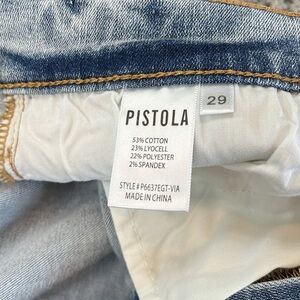 PISTOLA
29
53% COTTON
23% LYOCELL
22% POLYESTER
2% SPANDEX
STYLE # P6637EGT-VIA
MADE IN CHINA